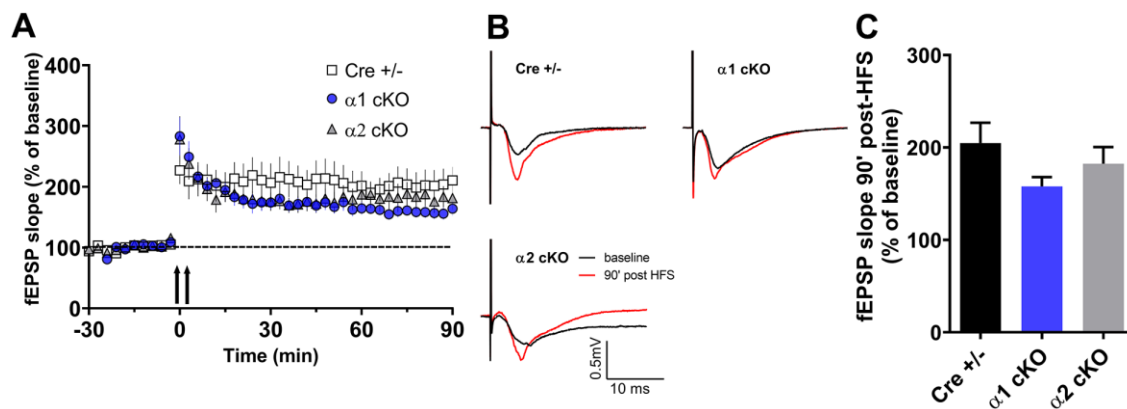 A
fEPSP slope (% of baseline)
400
300
200
100
0
-30
0
30
60
90
Time (min)
Cre +/-
α1 cKO
α2 cKO
B
Cre +/-
α1 cKO
α2 cKO
baseline
90' post HFS
0.5mV
10 ms
C
fEPSP slope 90' post-HFS
(% of baseline)
300
200
100
0
Cre +/-
α1 cKO
α2 cKO